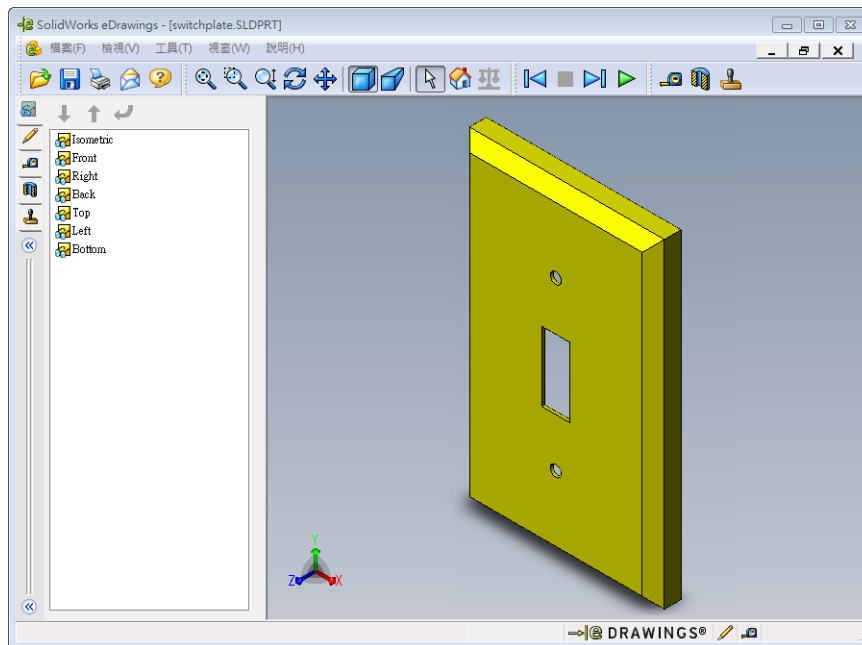 SolidWorks eDrawings - [switchplate.SLDPRT]
檔案(F) 檢視(V) 工具(T) 視窗(W) 說明(H)
Isometric
Front
Right
Back
Top
Left
Bottom
Y
Z X
DRAWINGS®